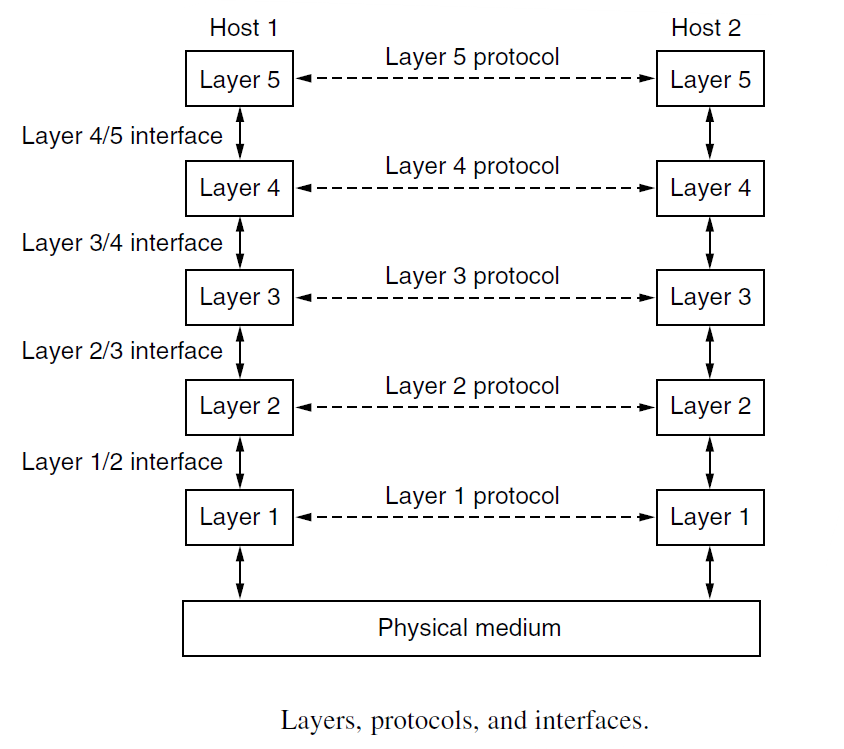 Host 1 Host 2
Layer 5 protocol
Layer 5 Layer 5
Layer 4/5 interface
Layer 4 protocol
Layer 4 Layer 4
Layer 3/4 interface
Layer 3 protocol
Layer 3 Layer 3
Layer 2/3 interface
Layer 2 protocol
Layer 2 Layer 2
Layer 1/2 interface
Layer 1 protocol
Layer 1 Layer 1
Physical medium
Layers, protocols, and interfaces.